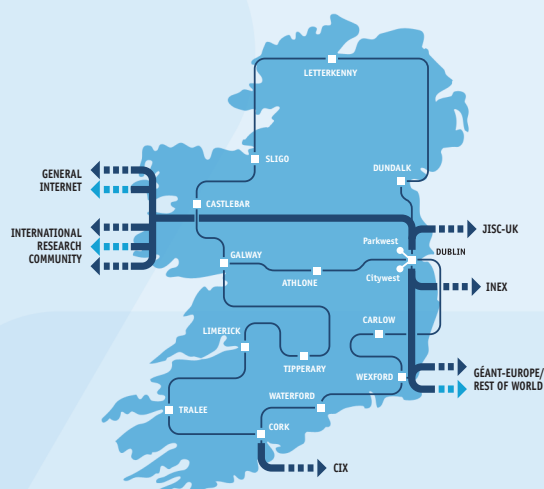 LETTERKENNY
SLIGO
DUNDALK
GENERAL
INTERNET
CASTLEBAR
INTERNATIONAL
RESEARCH
COMMUNITY
JISC-UK
Parkwest
DUBLIN
GALWAY
Citywest
ATHLONE
INEX
CARLOW
LIMERICK
TIPPERARY
WEXFORD
GÉANT-EUROPE/
REST OF WORLD
WATERFORD
TRALEE
CORK
CIX